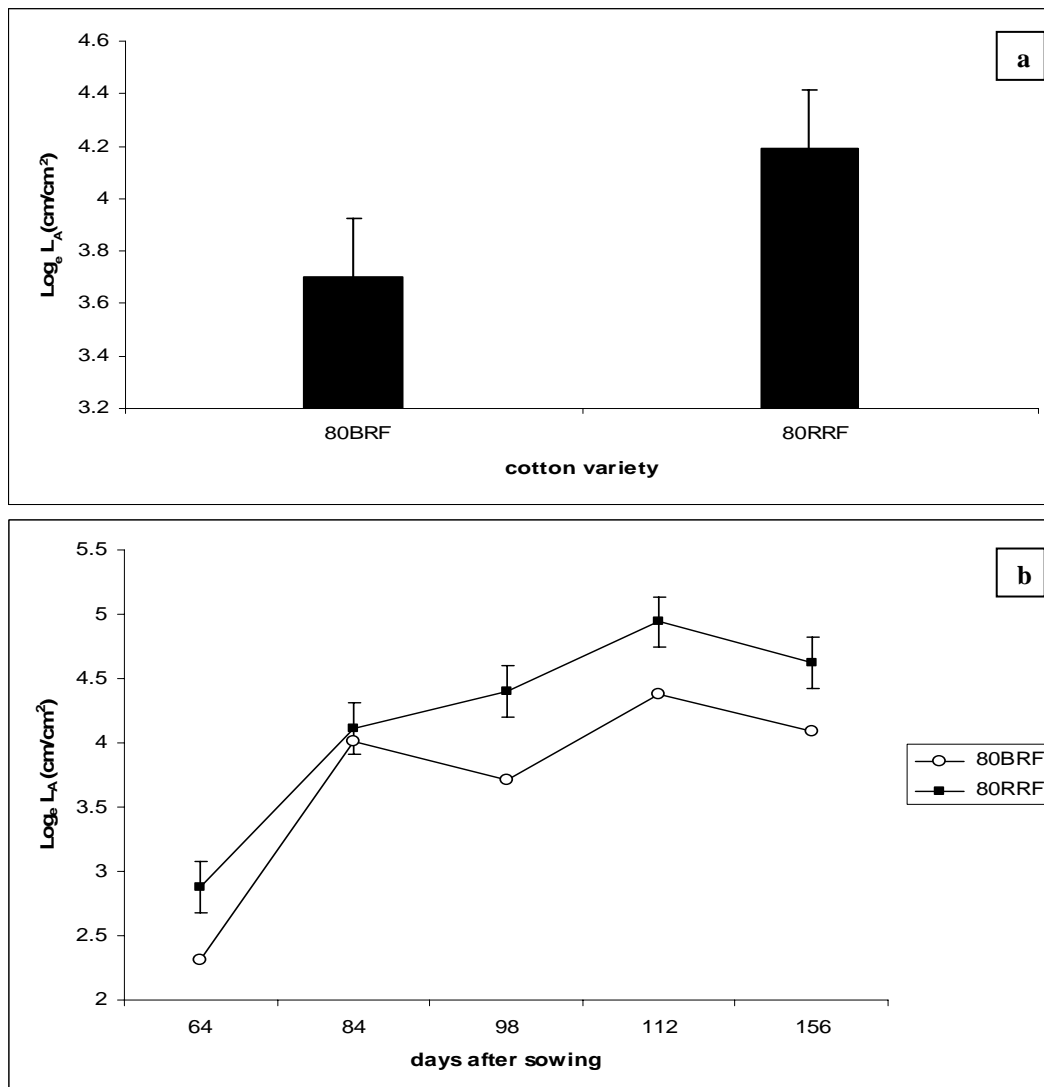 a
4.6
4.4
4.2
4
3.8
3.6
3.4
3.2
Logₑ L_A (cm/cm²)
80BRF 80RRF
cotton variety
b
5.5
5
4.5
4
3.5
3
2.5
2
Logₑ L_A (cm/cm²)
64 84 98 112 156
days after sowing
80BRF
80RRF